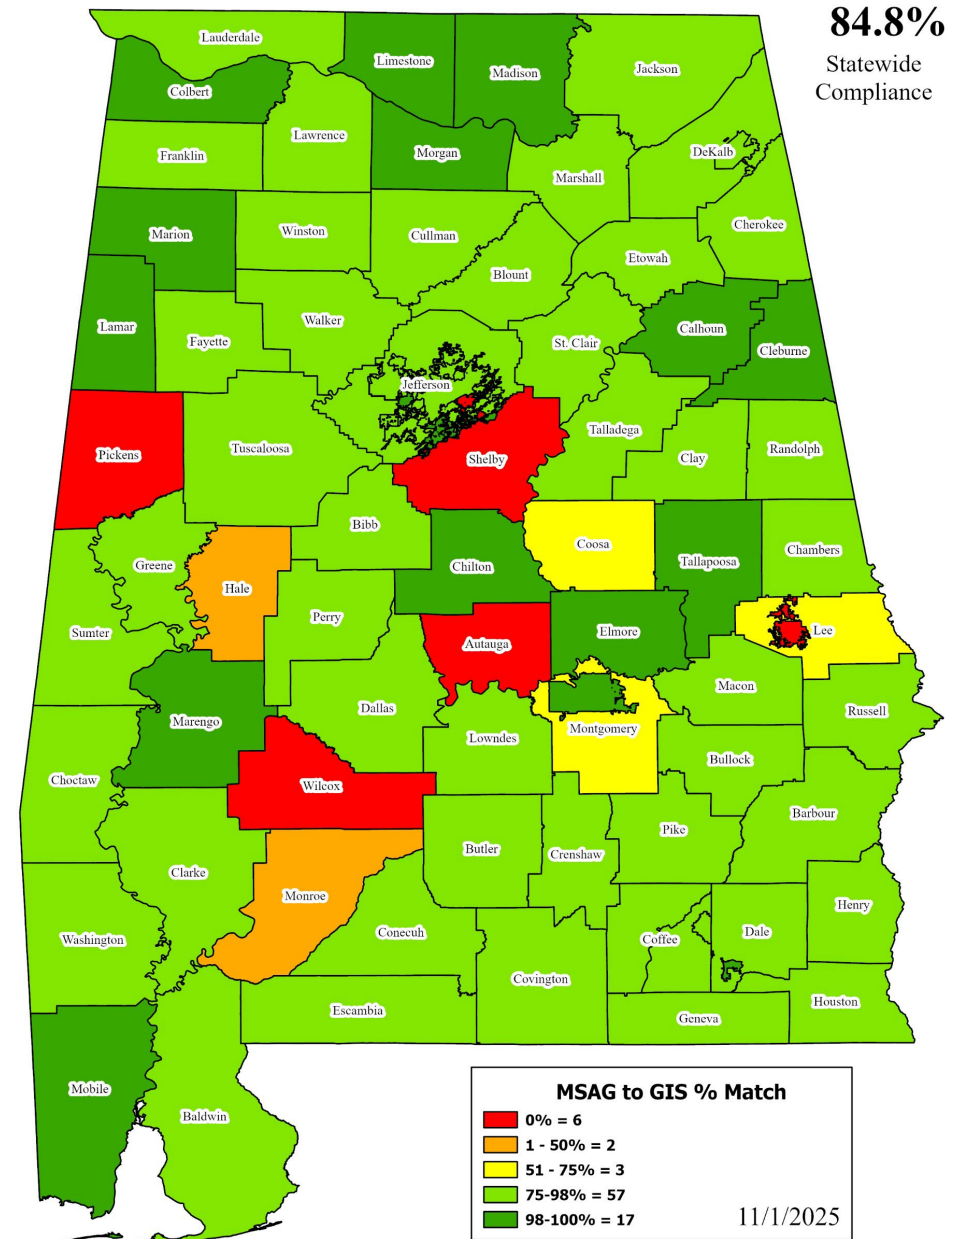 84.8%
Statewide
Compliance
Lauderdale
Limestone
Madison
Jackson
Colbert
Lawrence
Franklin
Morgan
DeKalb
Marshall
Marion
Winston
Cullman
Cherokee
Etowah
Blount
Lamar
Fayette
Walker
St. Clair
Calhoun
Cleburne
Jefferson
Pickens
Tuscaloosa
Shelby
Talladega
Clay
Randolph
Bibb
Greene
Hale
Chilton
Coosa
Tallapoosa
Chambers
Sumter
Perry
Autauga
Elmore
Lee
Marengo
Dallas
Lowndes
Montgomery
Macon
Russell
Choctaw
Wilcox
Bullock
Barbour
Clarke
Butler
Crenshaw
Pike
Monroe
Henry
Washington
Conecuh
Coffee
Dale
Covington
Escambia
Geneva
Houston
Mobile
Baldwin
MSAG to GIS % Match
0% = 6
1 - 50% = 2
51 - 75% = 3
75-98% = 57
98-100% = 17
11/1/2025